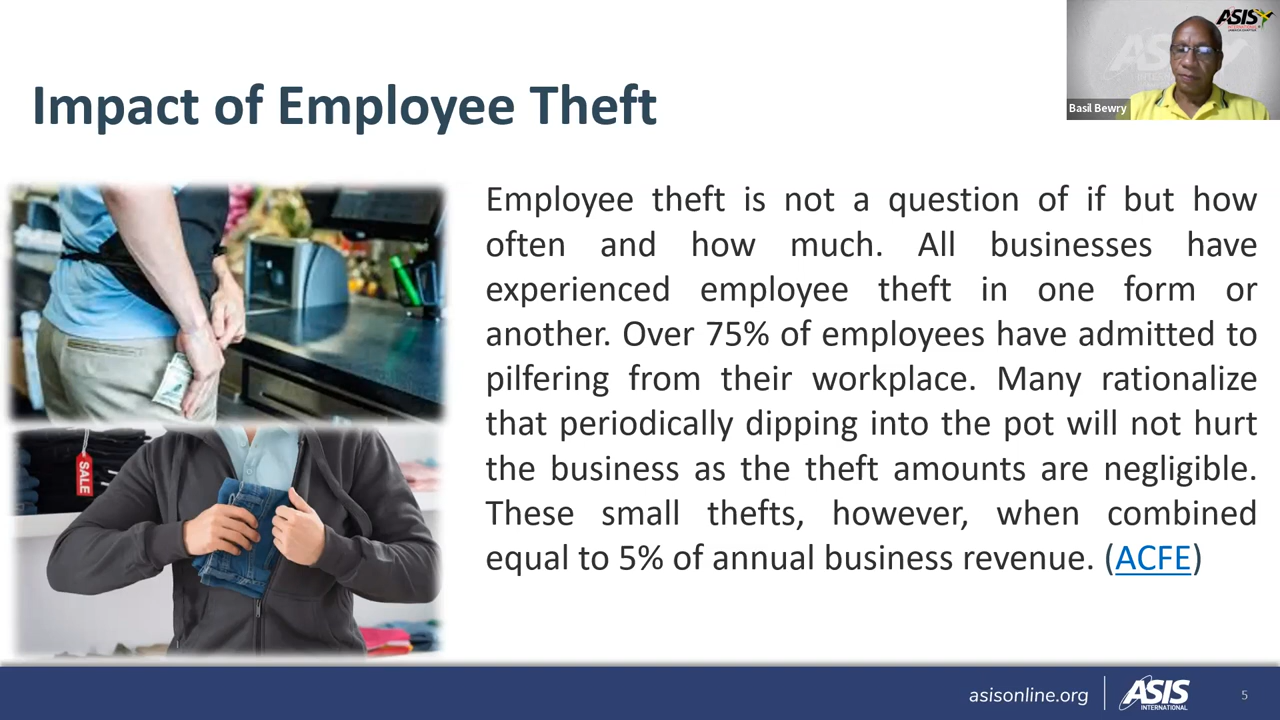 ASIS
INTERNATIONAL
Basil Bewry
Impact of Employee Theft
SALE
Employee theft is not a question of if but how
often and how much. All businesses have
experienced employee theft in one form or
another. Over 75% of employees have admitted to
pilfering from their workplace. Many rationalize
that periodically dipping into the pot will not hurt
the business as the theft amounts are negligible.
These small thefts, however, when combined
equal to 5% of annual business revenue. (ACFE)
asisonline.org
ASIS
INTERNATIONAL
5